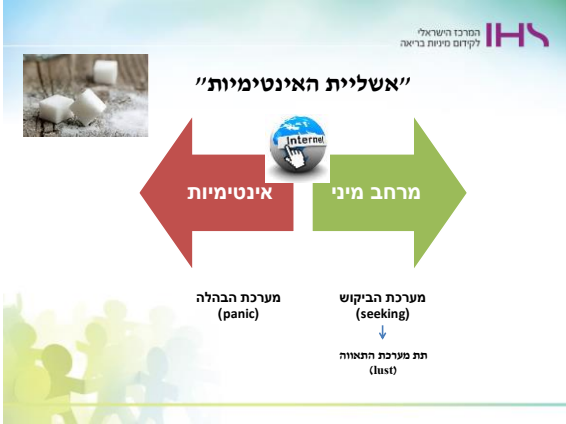 המרכז הישראלי
לקידום מיניות בריאה
IHS
"אשליית האינטימיות"
Internet
אינטימיות
מרחב מיני
מערכת הבהלה
(panic)
מערכת הביקוש
(seeking)
תת מערכת התאווה
(lust)